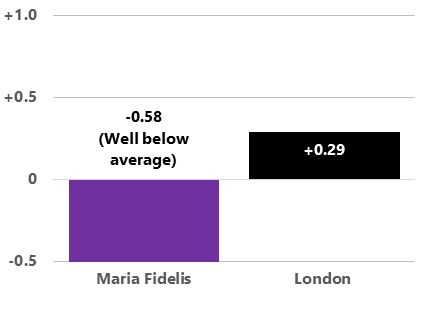 +1.0
+0.5
-0.58
(Well below
average)
+0.29
0
-0.5
Maria Fidelis
London